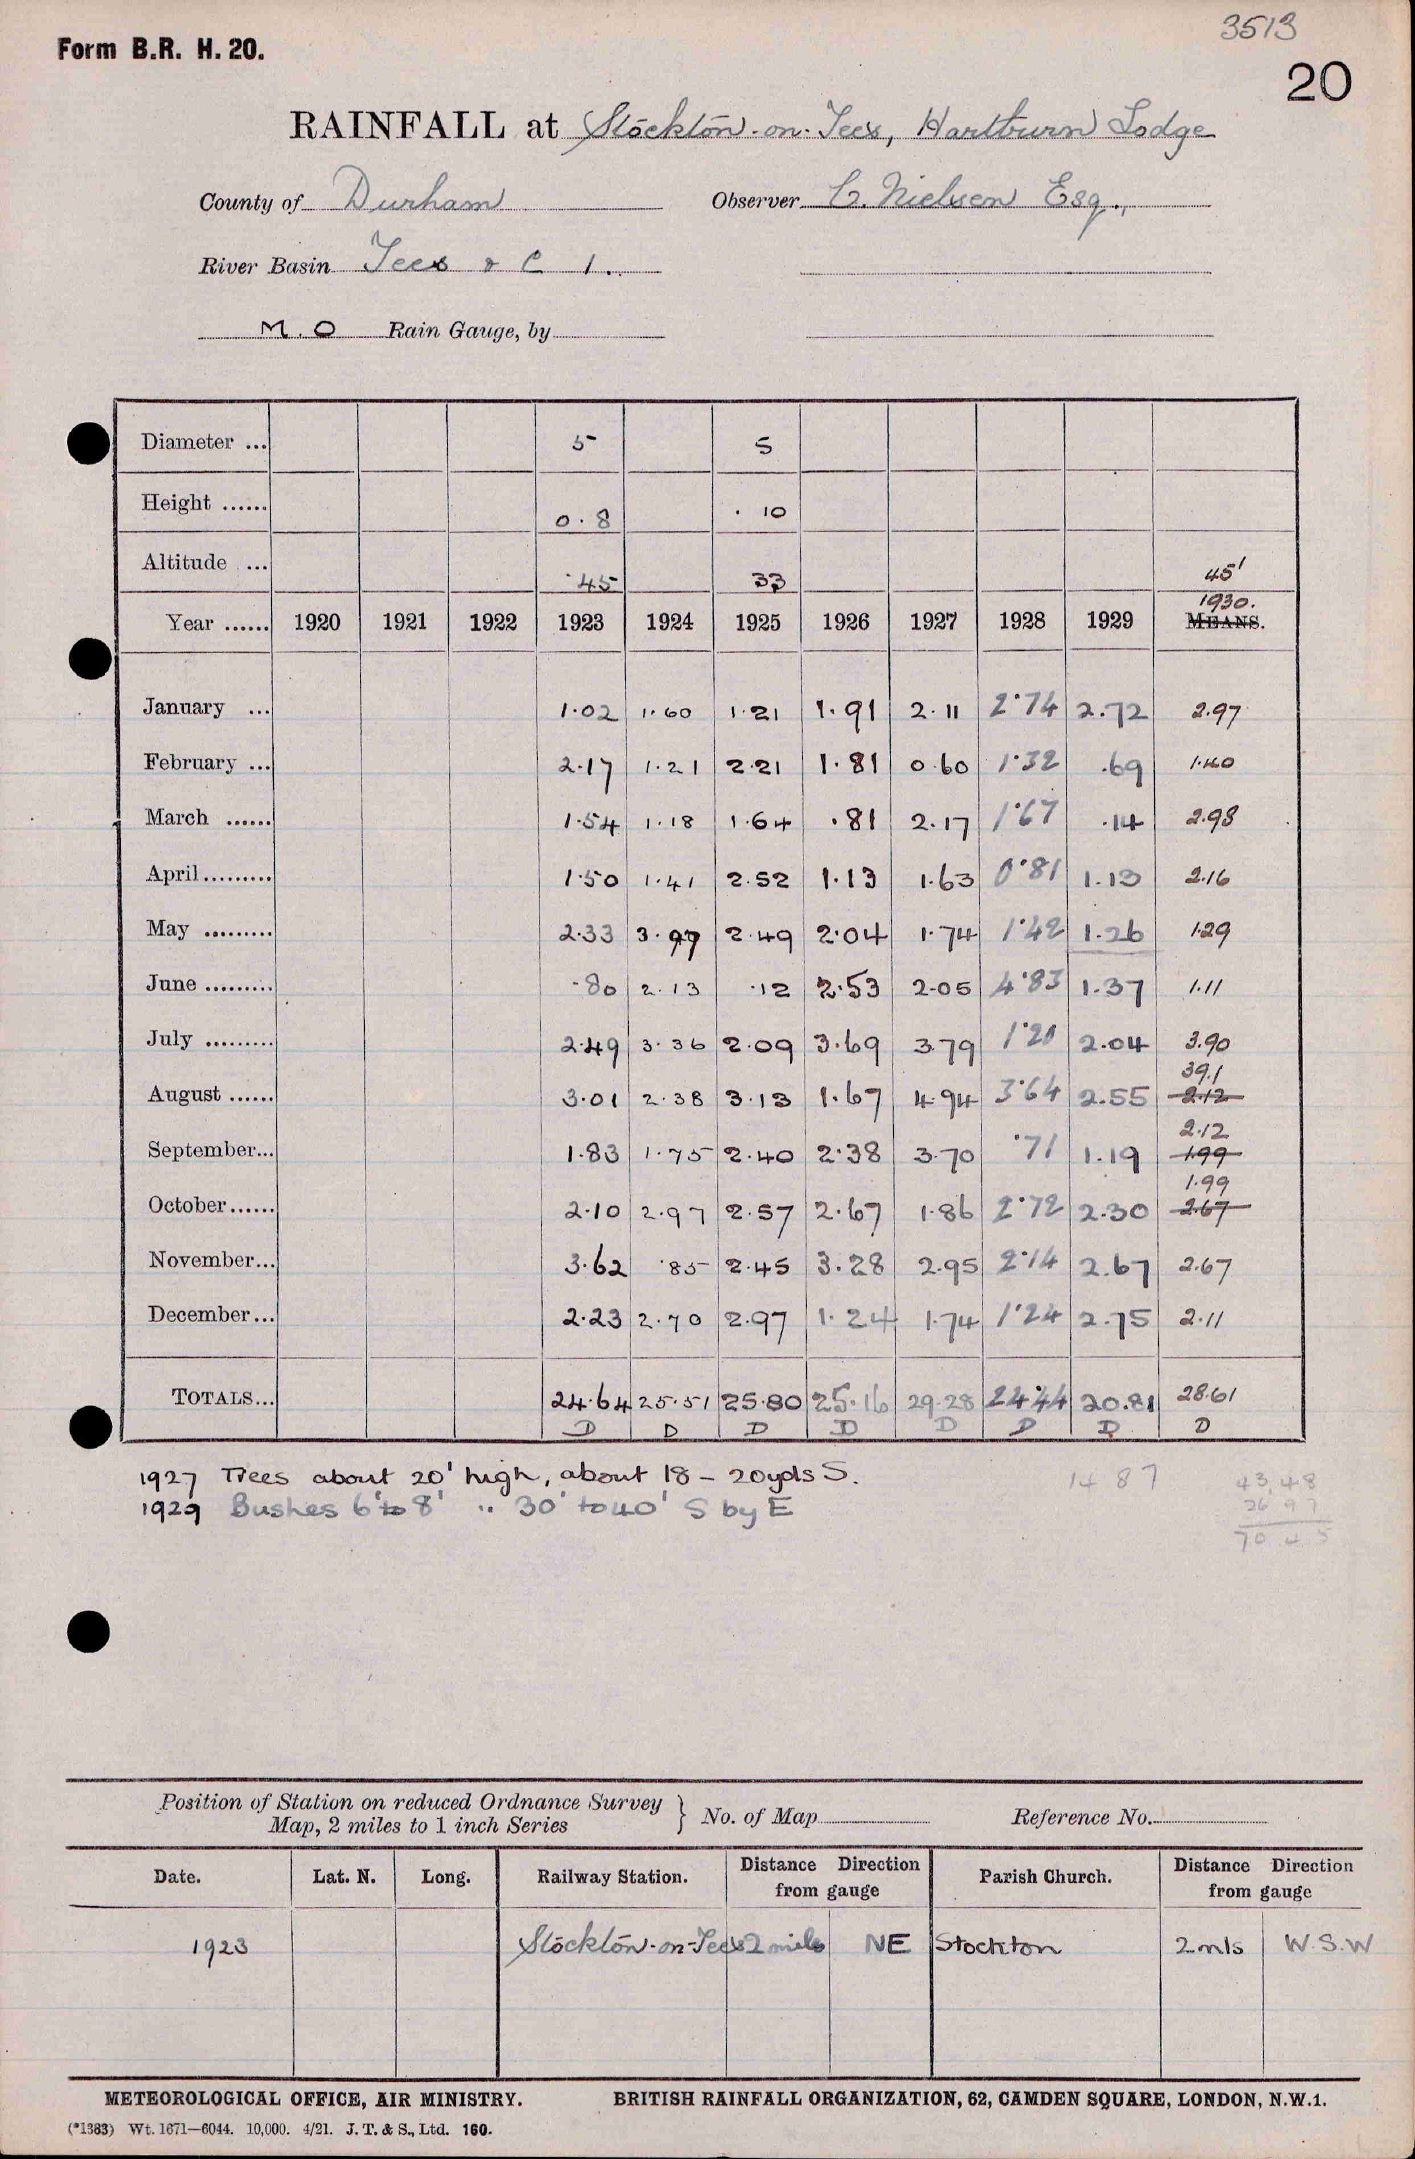 3513
Form B.R. H. 20.
20
RAINFALL at Stockton-on-Tees, Hartburn Lodge
County of Durham Observer C. Nielsen Esq.,
River Basin Tees & C 1.
M.O Rain Gauge, by
Diameter ... 5 5
Height ...... 0.8 . 10
Altitude ... 45 33 45'
1930.
Year ...... 1920 1921 1922 1923 1924 1925 1926 1927 1928 1929 MEANS.
January ... 1.02 1.60 1.21 1.91 2.11 2.74 2.72 2.97
February ... 2.17 1.21 2.21 1.81 0.60 1.32 .69 1.40
March ...... 1.54 1.18 1.64 .81 2.17 1.67 .14 2.98
April......... 1.50 1.41 2.52 1.13 1.63 0.81 1.13 2.16
May ......... 2.33 3.97 2.49 2.04 1.74 1.42 1.26 1.29
June ......... .80 2.13 .12 2.53 2.05 4.83 1.37 1.11
July ......... 2.49 3.36 2.09 3.69 3.79 1.20 2.04 3.90
39.1
August ...... 3.01 2.38 3.13 1.67 4.94 3.64 2.55 2.12
2.12
September... 1.83 1.75 2.40 2.38 3.70 .71 1.19 1.99
1.99
October...... 2.10 2.97 2.57 2.67 1.86 2.72 2.30 2.67
November... 3.62 .85 2.45 3.28 2.95 2.14 2.67 2.67
December... 2.23 2.70 2.97 1.24 1.74 1.24 2.75 2.11
TOTALS... 24.64 25.51 25.80 25.16 29.28 24.44 20.81 28.61
D D D D D D D D
1927 Trees about 20' high, about 18 - 20yds S.
1929 Bushes 6' to 8' " 30' to 40' S by E
14 87
43.48
26 97
70 45
Position of Station on reduced Ordnance Survey
Map, 2 miles to 1 inch Series } No. of Map Reference No.
Date. Lat. N. Long. Railway Station. Distance Direction from gauge Parish Church. Distance Direction from gauge
1923 Stockton-on-Tees 2 miles NE Stockton 2 mls W.S.W
METEOROLOGICAL OFFICE, AIR MINISTRY. BRITISH RAINFALL ORGANIZATION, 62, CAMDEN SQUARE, LONDON, N.W.1.
(*1383) Wt. 1671—6044. 10,000. 4/21. J. T. & S., Ltd. 160.